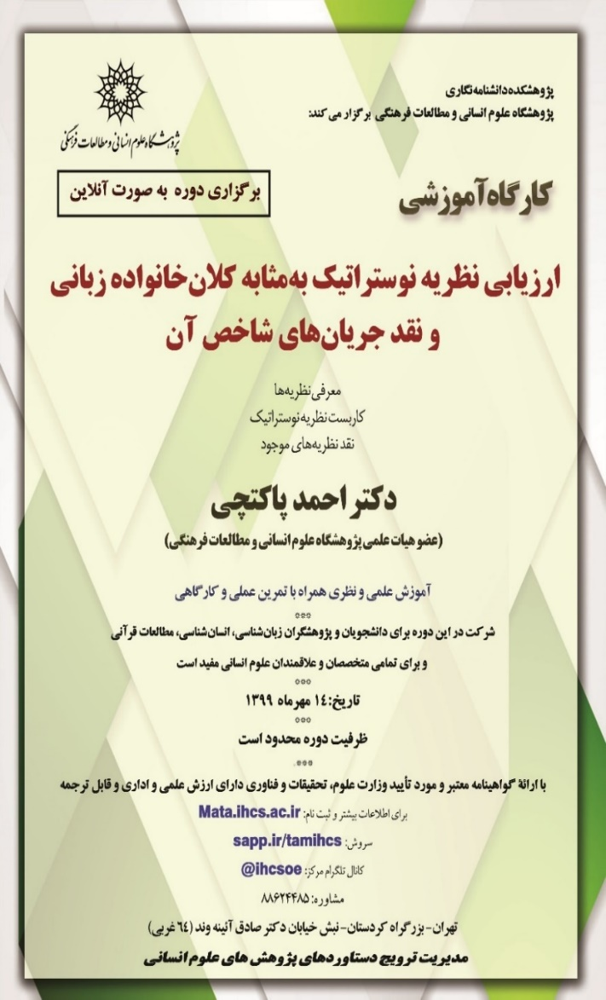 پژوهشکده دانشنامه نگاری
پژوهشگاه علوم انسانی و مطالعات فرهنگی برگزار می کند:
پژوهشگاه علوم انسانی و مطالعات فرهنگی
کارگاه آموزشی
برگزاری دوره به صورت آنلاین
ارزیابی نظریه نوستراتیک به‌مثابه کلان‌خانواده زبانی
و نقد جریان‌های شاخص آن
معرفی نظریه‌ها
کاربست نظریه نوستراتیک
نقد نظریه‌های موجود
دکتر احمد پاکتچی
(عضو هیات علمی پژوهشگاه علوم انسانی و مطالعات فرهنگی)
آموزش علمی و نظری همراه با تمرین عملی و کارگاهی
***
شرکت در این دوره برای دانشجویان و پژوهشگران زبان‌شناسی، انسان‌شناسی، مطالعات قرآنی
و برای تمامی متخصصان و علاقمندان علوم انسانی مفید است
***
تاریخ: ۱۴ مهرماه ۱۳۹۹
***
ظرفیت دوره محدود است
***
با ارائهٔ گواهینامه معتبر و مورد تأیید وزارت علوم، تحقیقات و فناوری دارای ارزش علمی و اداری و قابل ترجمه
برای اطلاعات بیشتر و ثبت نام: Mata.ihcs.ac.ir
سروش: sapp.ir/tamihcs
کانال تلگرام مرکز: @ihcsoe
مشاوره: ۸۸۶۲۴۴۸۵
تهران- بزرگراه کردستان- نبش خیابان دکتر صادق آئینه وند (۶۴ غربی)
مدیریت ترویج دستاوردهای پژوهش های علوم انسانی